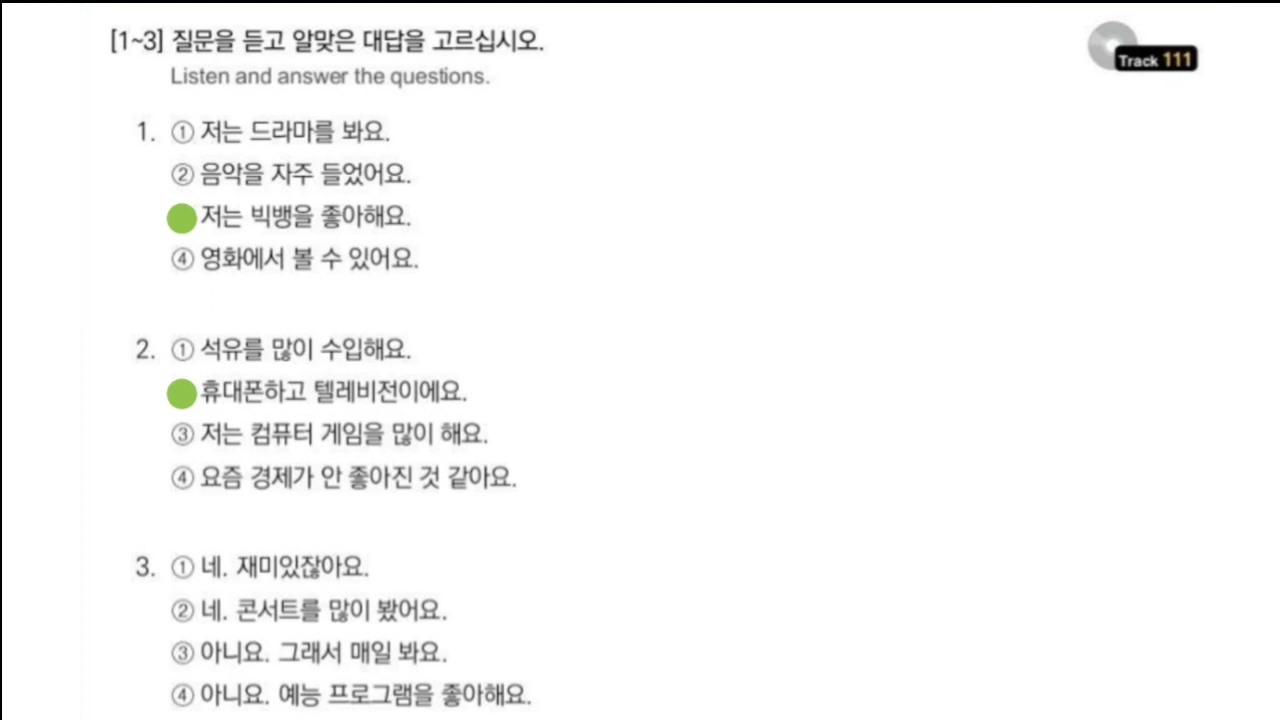 [1~3] 질문을 듣고 알맞은 대답을 고르십시오.
Listen and answer the questions.
Track 111
1. ① 저는 드라마를 봐요.
② 음악을 자주 들었어요.
저는 빅뱅을 좋아해요.
④ 영화에서 볼 수 있어요.
2. ① 석유를 많이 수입해요.
휴대폰하고 텔레비전이에요.
③ 저는 컴퓨터 게임을 많이 해요.
④ 요즘 경제가 안 좋아진 것 같아요.
3. ① 네. 재미있잖아요.
② 네. 콘서트를 많이 봤어요.
③ 아니요. 그래서 매일 봐요.
④ 아니요. 예능 프로그램을 좋아해요.